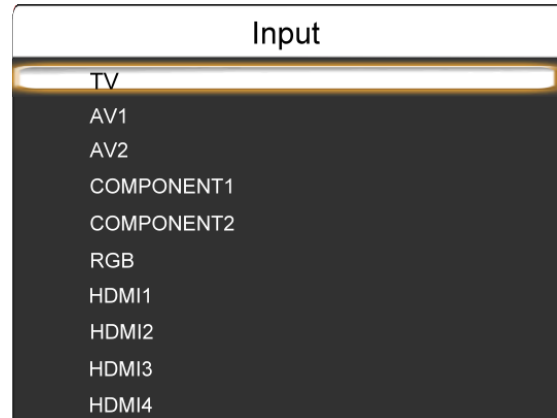 Input
TV
AV1
AV2
COMPONENT1
COMPONENT2
RGB
HDMI1
HDMI2
HDMI3
HDMI4